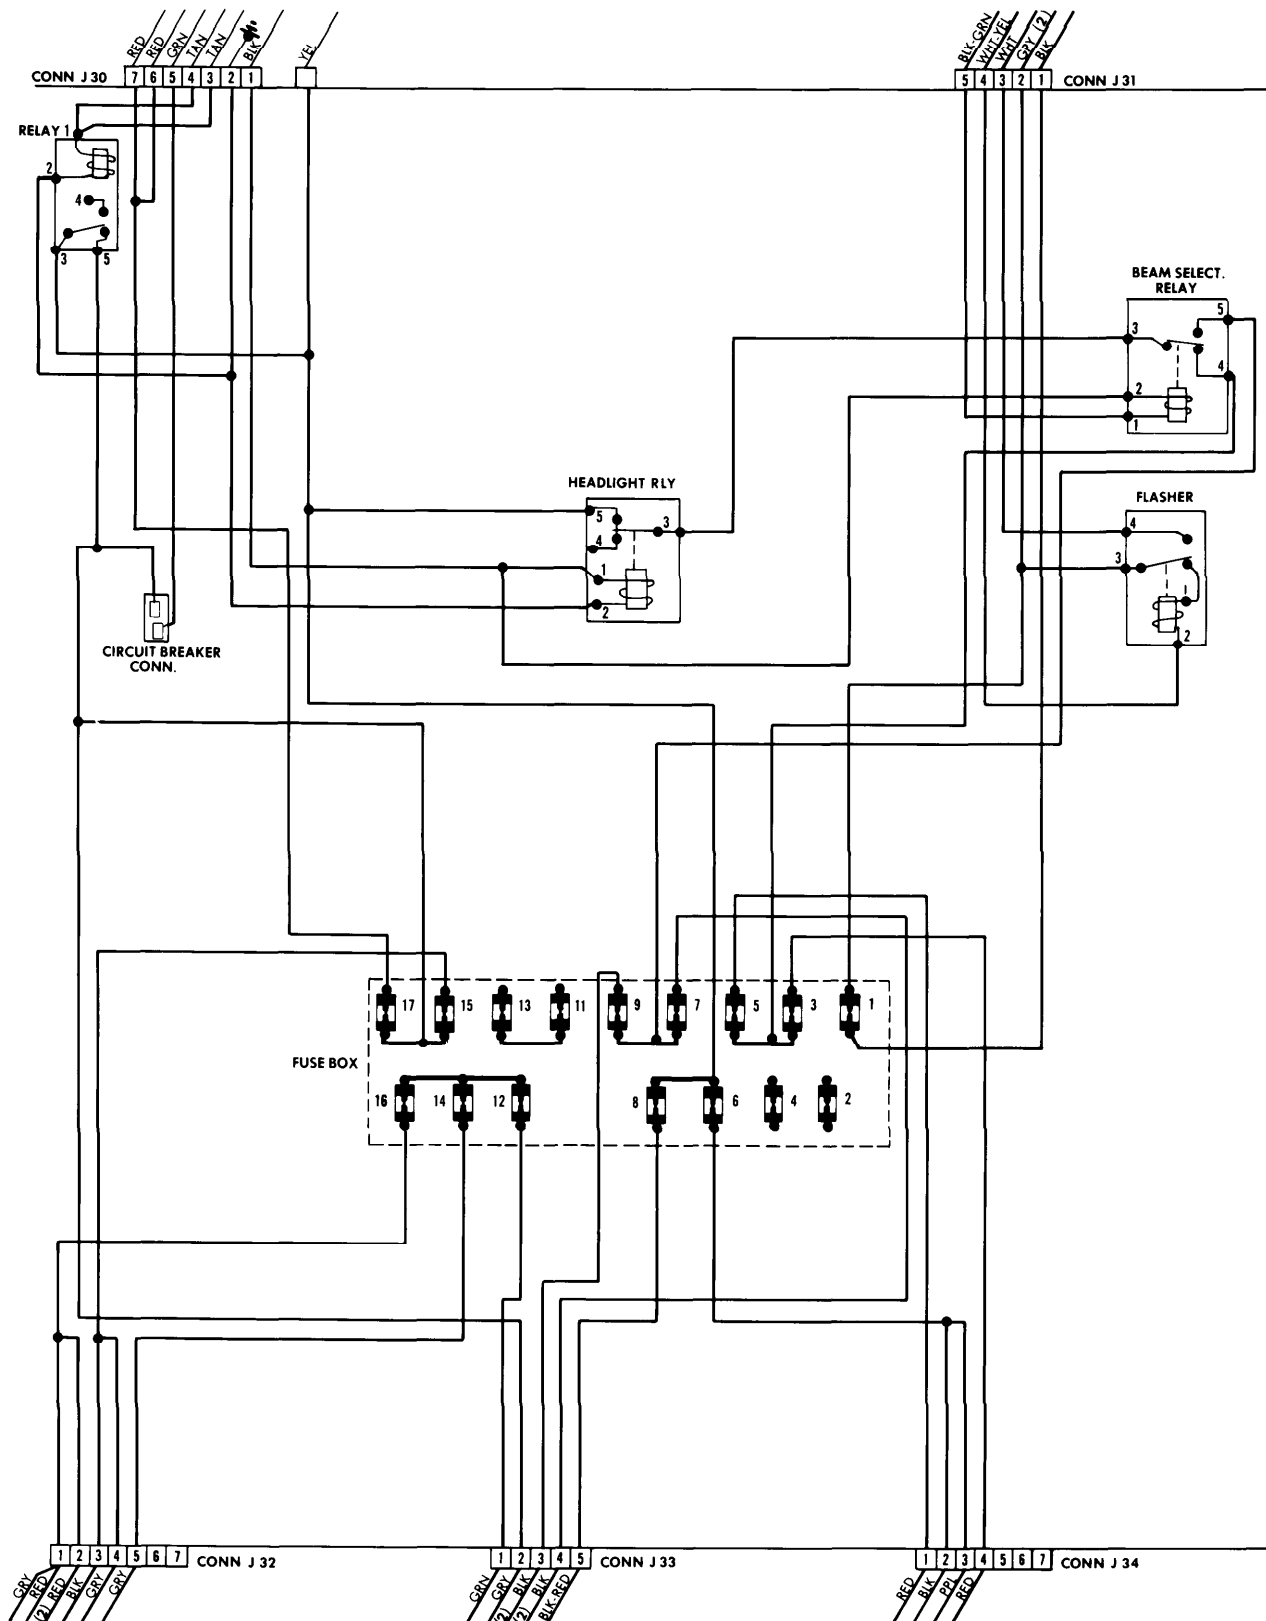 RED RED GRN TAN TAN BLK YEL
BLK-GRN WHT-YEL WHT GRY (2) BLK
CONN J 30 7 6 5 4 3 2 1
5 4 3 2 1 CONN J 31
RELAY 1
2
4
3 5
BEAM SELECT.
RELAY
5
3
4
2
1
HEADLIGHT RLY
5 3
4
1
2
FLASHER
4
3
2
CIRCUIT BREAKER
CONN.
17 15 13 11 9 7 5 3 1
FUSE BOX
16 14 12 8 6 4 2
1 2 3 4 5 6 7 CONN J 32
1 2 3 4 5 CONN J 33
1 2 3 4 5 6 7 CONN J 34
GRY RED (2) RED BLK GRY GRY
GRN GRY (2) BLK (2) BLK BLK-RED
RED BLK PPL RED